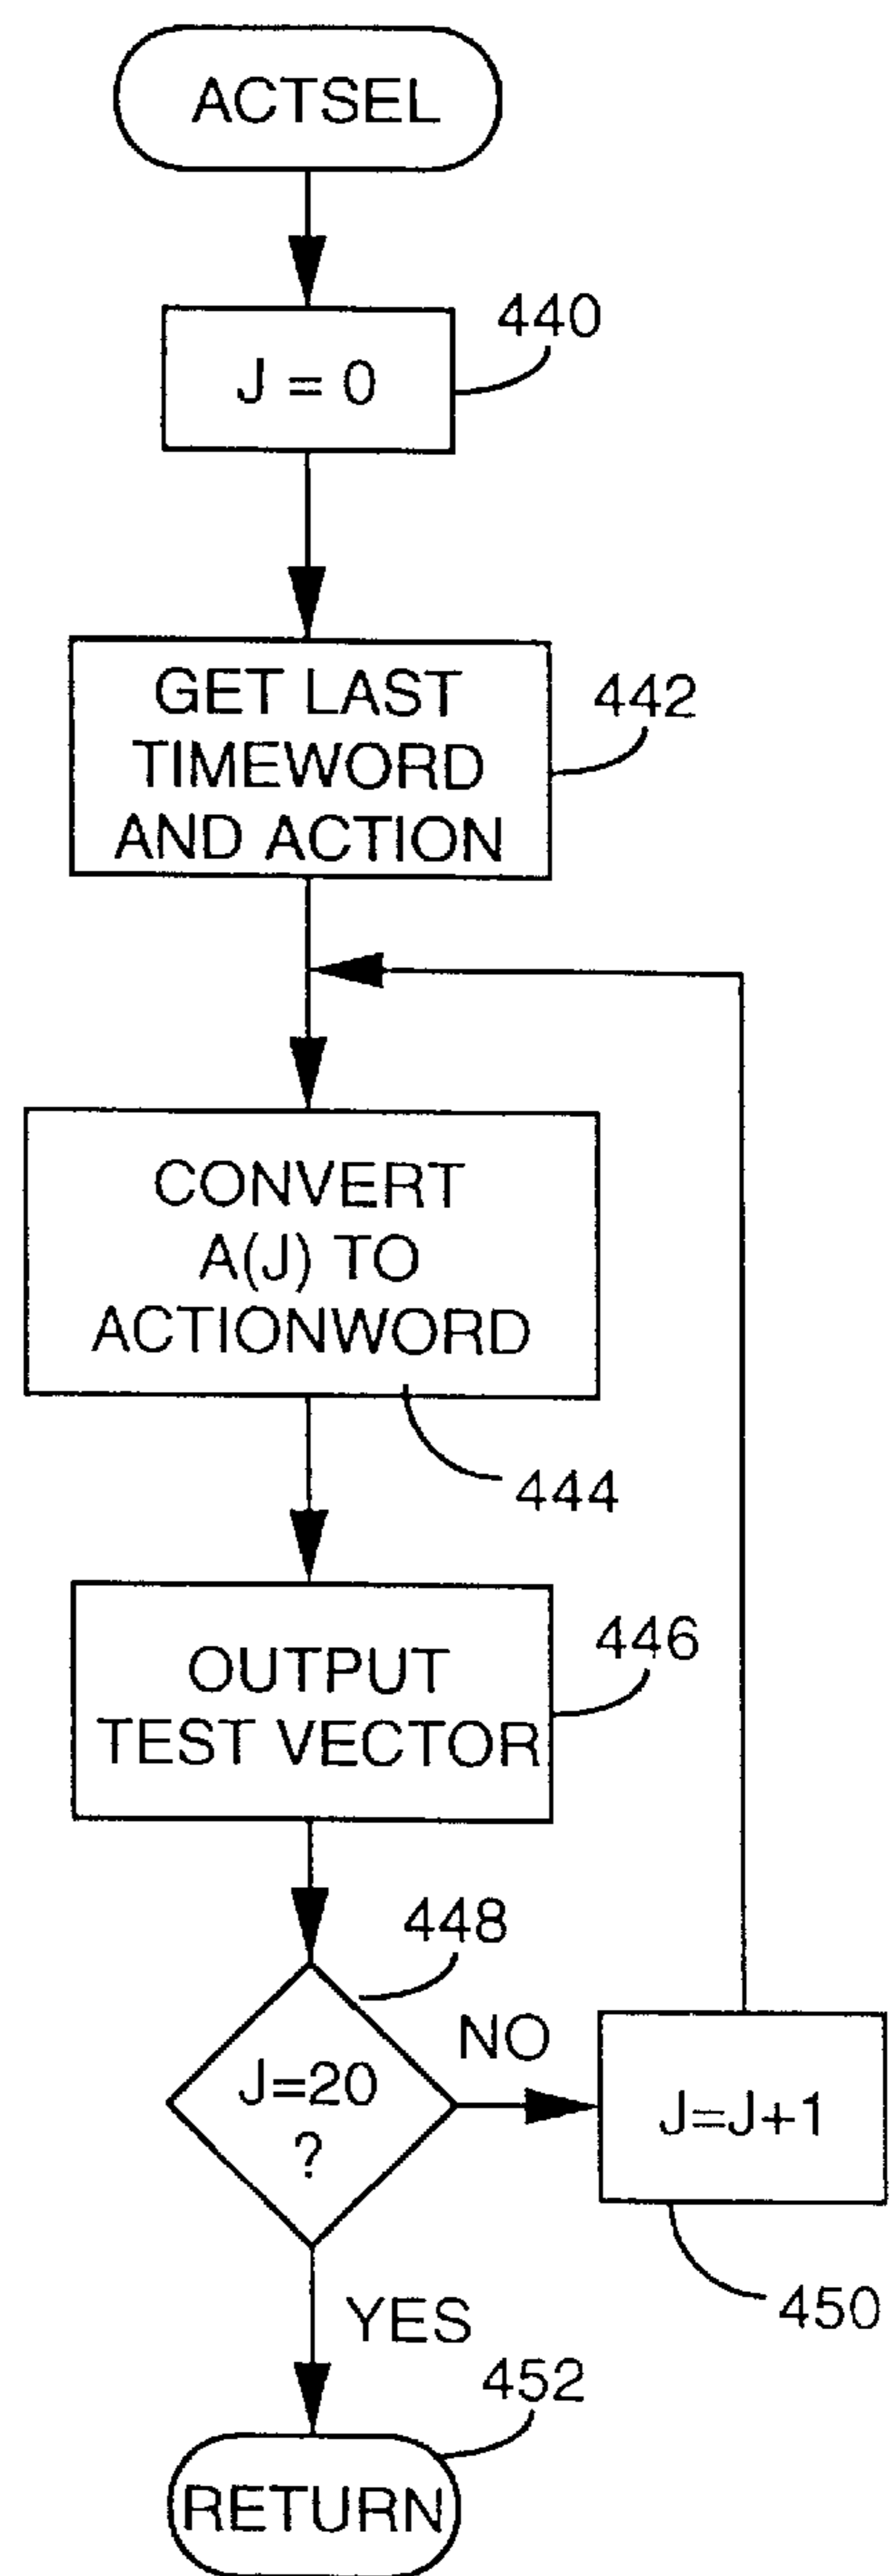 ACTSEL
440
J = 0
442
GET LAST
TIMEWORD
AND ACTION
CONVERT
A(J) TO
ACTIONWORD
444
446
OUTPUT
TEST VECTOR
448
J=20
?
NO
J=J+1
450
YES
452
RETURN